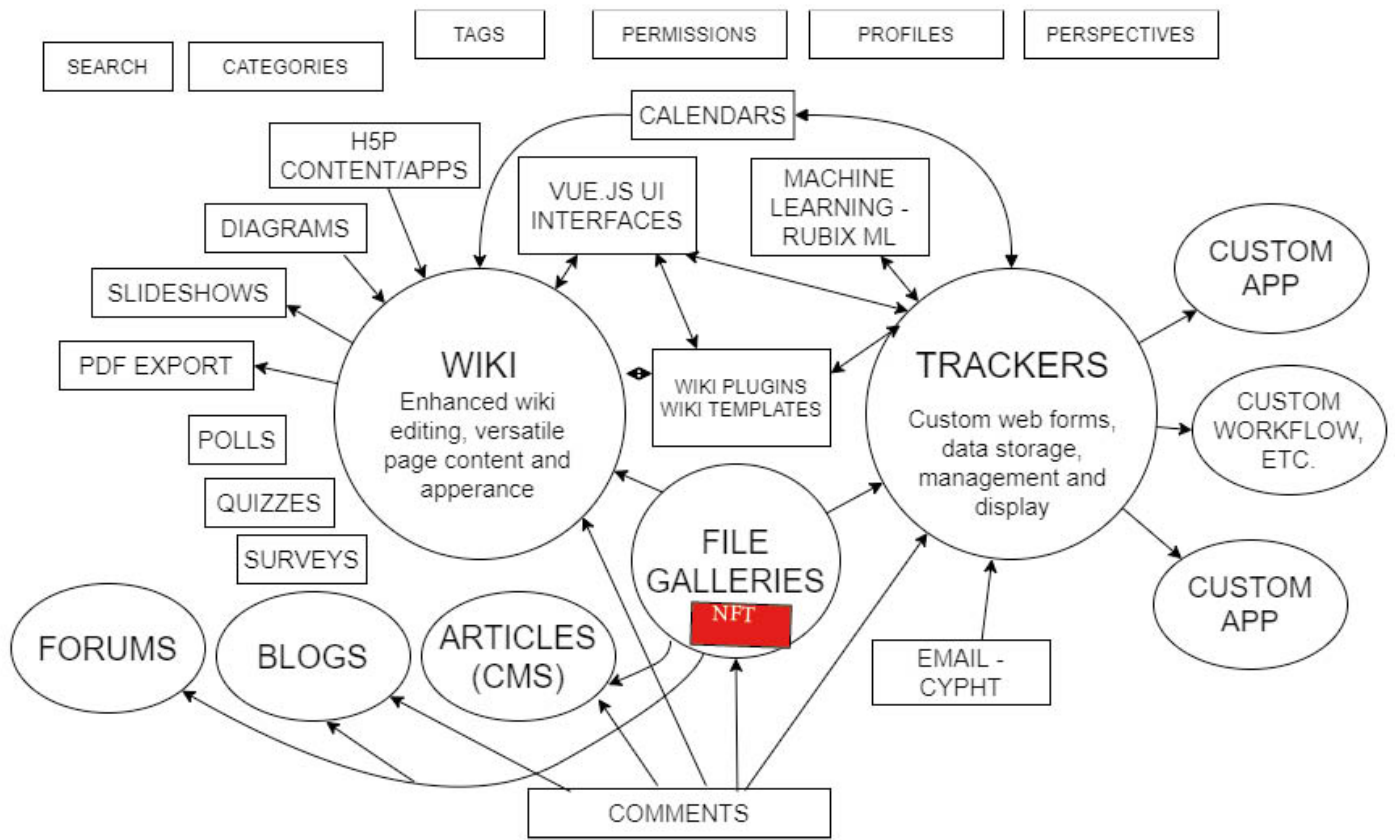 TAGS
PERMISSIONS
PROFILES
PERSPECTIVES
SEARCH
CATEGORIES
CALENDARS
H5P
CONTENT/APPS
VUE.JS UI
INTERFACES
MACHINE
LEARNING -
RUBIX ML
DIAGRAMS
SLIDESHOWS
PDF EXPORT
POLLS
QUIZZES
SURVEYS
WIKI
Enhanced wiki
editing, versatile
page content and
apperance
WIKI PLUGINS
WIKI TEMPLATES
TRACKERS
Custom web forms,
data storage,
management and
display
CUSTOM
APP
CUSTOM
WORKFLOW,
ETC.
CUSTOM
APP
FILE
GALLERIES
NFT
FORUMS
BLOGS
ARTICLES
(CMS)
EMAIL -
CYPHT
COMMENTS